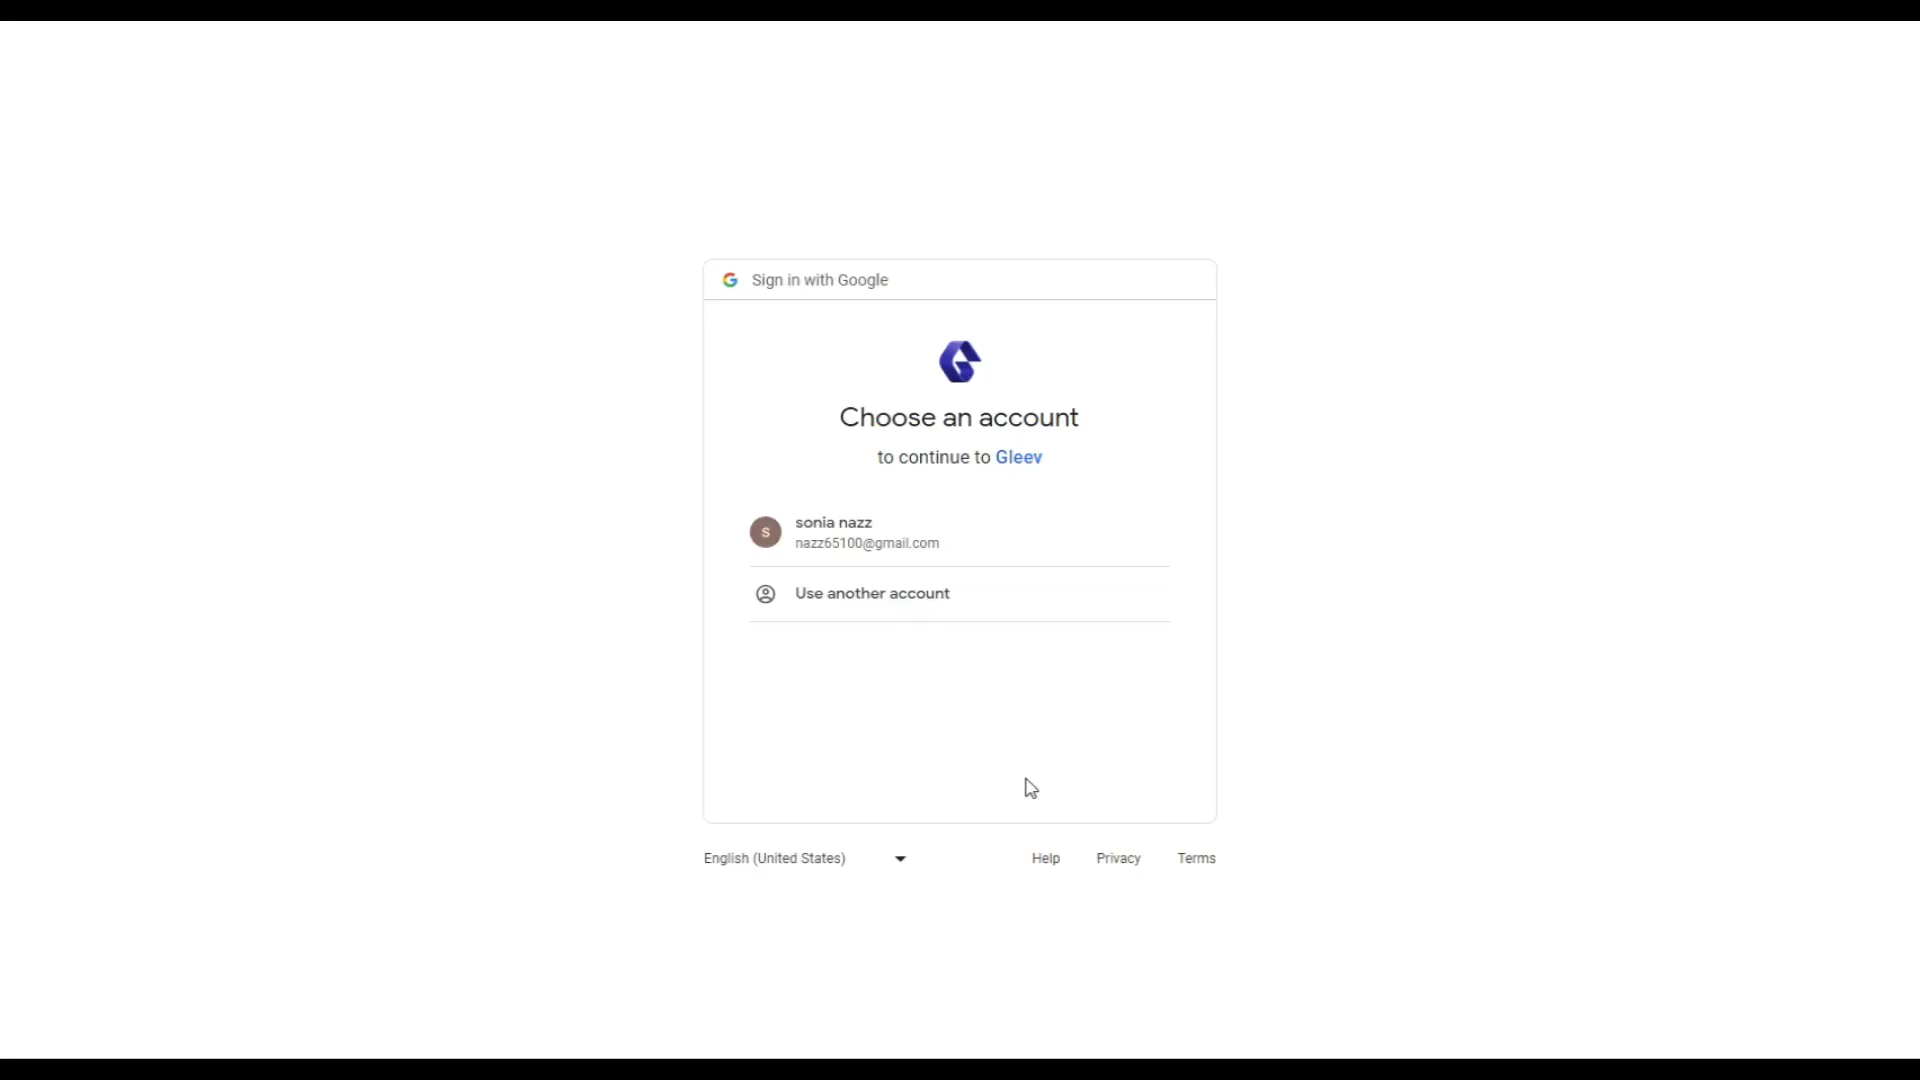 Sign in with Google
Choose an account
to continue to Gleev
S
sonia nazz
nazz65100@gmail.com
Use another account
English (United States)
Help
Privacy
Terms